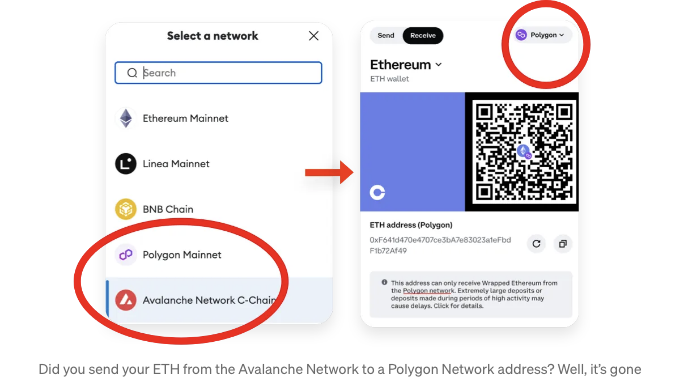 Select a network
Search
Ethereum Mainnet
Linea Mainnet
BNB Chain
Polygon Mainnet
Avalanche Network C-Chain
Send Receive
Polygon
Ethereum
ETH wallet
ETH address (Polygon)
0xF641d470e4707ce3bA7e83023a1eFbd
F1b72Af49
This address can only receive Wrapped Ethereum from
the Polygon network. Extremely large deposits or
deposits made during periods of high activity may
cause delays. Click for details.
Did you send your ETH from the Avalanche Network to a Polygon Network address? Well, it’s gone